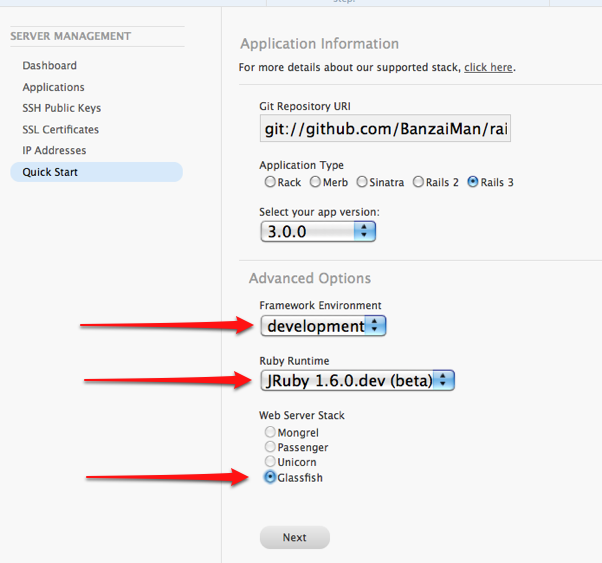 SERVER MANAGEMENT
Dashboard
Applications
SSH Public Keys
SSL Certificates
IP Addresses
Quick Start
Application Information
For more details about our supported stack, click here.
Git Repository URI
git://github.com/BanzaiMan/rai
Application Type
Rack Merb Sinatra Rails 2 Rails 3
Select your app version:
3.0.0
Advanced Options
Framework Environment
development
Ruby Runtime
JRuby 1.6.0.dev (beta)
Web Server Stack
Mongrel
Passenger
Unicorn
Glassfish
Next